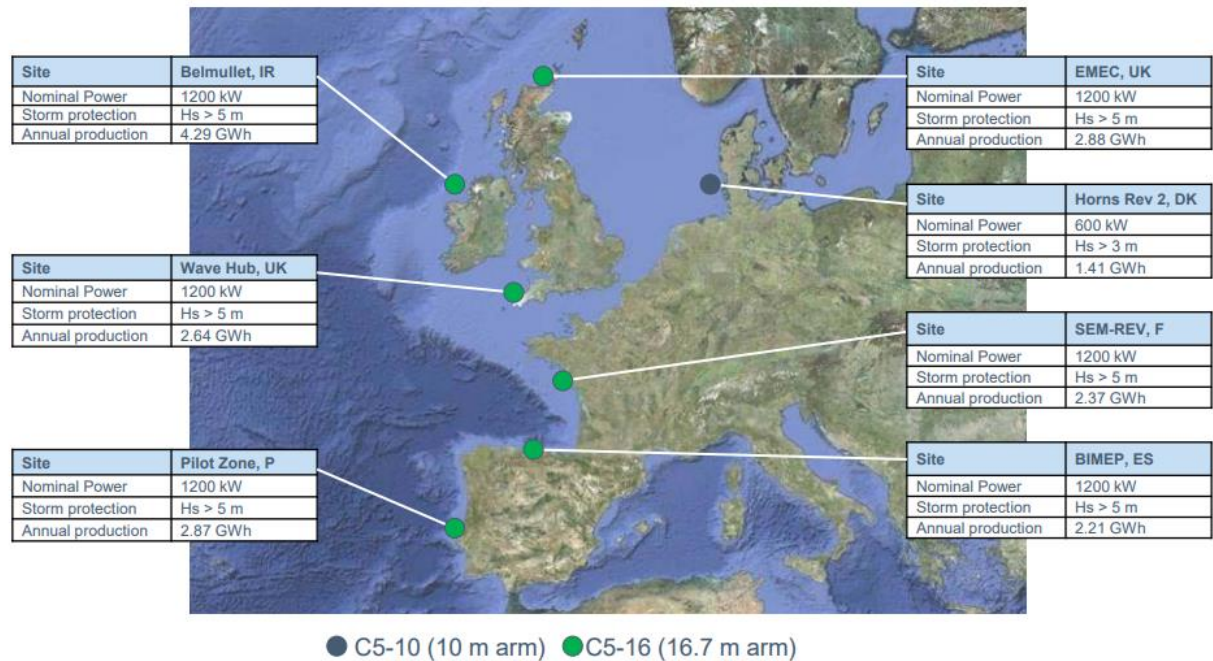 Site Belmullet, IR
Nominal Power 1200 kW
Storm protection Hs > 5 m
Annual production 4.29 GWh
Site Wave Hub, UK
Nominal Power 1200 kW
Storm protection Hs > 5 m
Annual production 2.64 GWh
Site Pilot Zone, P
Nominal Power 1200 kW
Storm protection Hs > 5 m
Annual production 2.87 GWh
Site EMEC, UK
Nominal Power 1200 kW
Storm protection Hs > 5 m
Annual production 2.88 GWh
Site Horns Rev 2, DK
Nominal Power 600 kW
Storm protection Hs > 3 m
Annual production 1.41 GWh
Site SEM-REV, F
Nominal Power 1200 kW
Storm protection Hs > 5 m
Annual production 2.37 GWh
Site BIMEP, ES
Nominal Power 1200 kW
Storm protection Hs > 5 m
Annual production 2.21 GWh
C5-10 (10 m arm) C5-16 (16.7 m arm)